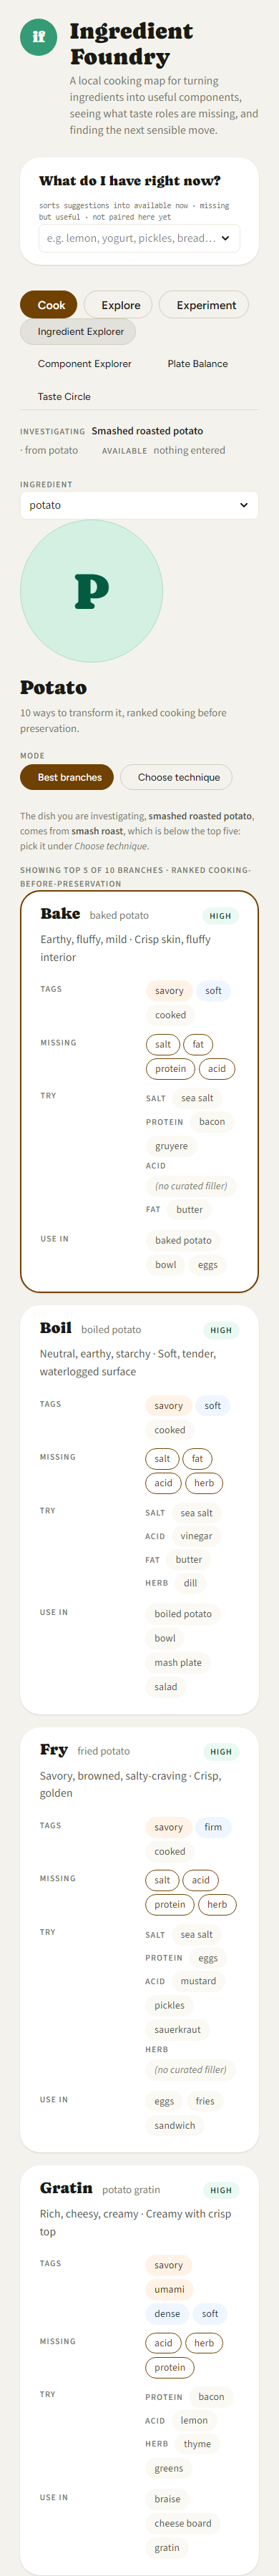 if
Ingredient
Foundry
A local cooking map for turning
ingredients into useful components,
seeing what taste roles are missing, and
finding the next sensible move.
What do I have right now?
sorts suggestions into available now · missing
but useful · not paired here yet
e.g. lemon, yogurt, pickles, bread…
Cook Explore Experiment
Ingredient Explorer
Component Explorer Plate Balance
Taste Circle
INVESTIGATING Smashed roasted potato
· from potato AVAILABLE nothing entered
INGREDIENT
potato
P
Potato
10 ways to transform it, ranked cooking before
preservation.
MODE
Best branches Choose technique
The dish you are investigating, smashed roasted potato,
comes from smash roast, which is below the top five:
pick it under Choose technique.
SHOWING TOP 5 OF 10 BRANCHES · RANKED COOKING-
BEFORE-PRESERVATION
Bake baked potato HIGH
Earthy, fluffy, mild · Crisp skin, fluffy
interior
TAGS savory soft
cooked
MISSING salt fat
protein acid
TRY SALT sea salt
PROTEIN bacon
gruyere
ACID
(no curated filler)
FAT butter
USE IN baked potato
bowl eggs
Boil boiled potato HIGH
Neutral, earthy, starchy · Soft, tender,
waterlogged surface
TAGS savory soft
cooked
MISSING salt fat
acid herb
TRY SALT sea salt
ACID vinegar
FAT butter
HERB dill
USE IN boiled potato
bowl
mash plate
salad
Fry fried potato HIGH
Savory, browned, salty-craving · Crisp,
golden
TAGS savory firm
cooked
MISSING salt acid
protein herb
TRY SALT sea salt
PROTEIN eggs
ACID mustard
pickles
sauerkraut
HERB
(no curated filler)
USE IN eggs fries
sandwich
Gratin potato gratin HIGH
Rich, cheesy, creamy · Creamy with crisp
top
TAGS savory
umami
dense soft
MISSING acid herb
protein
TRY PROTEIN bacon
ACID lemon
HERB thyme
greens
USE IN braise
cheese board
gratin